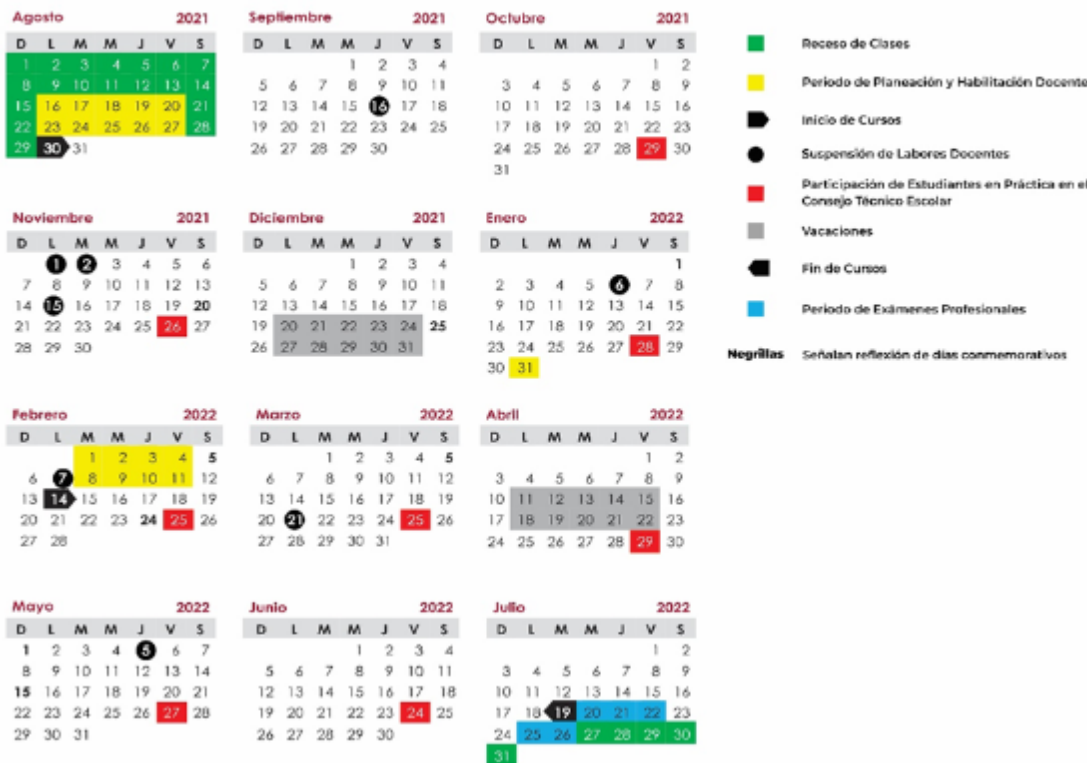 Agosto 2021
D L M M J V S
1 2 3 4 5 6 7
8 9 10 11 12 13 14
15 16 17 18 19 20 21
22 23 24 25 26 27 28
29 30 31
Septiembre 2021
D L M M J V S
1 2 3 4
5 6 7 8 9 10 11
12 13 14 15 16 17 18
19 20 21 22 23 24 25
26 27 28 29 30
Octubre 2021
D L M M J V S
1 2
3 4 5 6 7 8 9
10 11 12 13 14 15 16
17 18 19 20 21 22 23
24 25 26 27 28 29 30
31
Receso de Clases
Periodo de Planeación y Habilitación Docente
Inicio de Cursos
Suspensión de Labores Docentes
Participación de Estudiantes en Práctica en el
Consejo Técnico Escolar
Vacaciones
Fin de Cursos
Periodo de Exámenes Profesionales
Negrillas Señalan reflexión de días conmemorativos
Noviembre 2021
D L M M J V S
1 2 3 4 5 6
7 8 9 10 11 12 13
14 15 16 17 18 19 20
21 22 23 24 25 26 27
28 29 30
Diciembre 2021
D L M M J V S
1 2 3 4
5 6 7 8 9 10 11
12 13 14 15 16 17 18
19 20 21 22 23 24 25
26 27 28 29 30 31
Enero 2022
D L M M J V S
1
2 3 4 5 6 7 8
9 10 11 12 13 14 15
16 17 18 19 20 21 22
23 24 25 26 27 28 29
30 31
Febrero 2022
D L M M J V S
1 2 3 4 5
6 7 8 9 10 11 12
13 14 15 16 17 18 19
20 21 22 23 24 25 26
27 28
Marzo 2022
D L M M J V S
1 2 3 4 5
6 7 8 9 10 11 12
13 14 15 16 17 18 19
20 21 22 23 24 25 26
27 28 29 30 31
Abril 2022
D L M M J V S
1 2
3 4 5 6 7 8 9
10 11 12 13 14 15 16
17 18 19 20 21 22 23
24 25 26 27 28 29 30
Mayo 2022
D L M M J V S
1 2 3 4 5 6 7
8 9 10 11 12 13 14
15 16 17 18 19 20 21
22 23 24 25 26 27 28
29 30 31
Junio 2022
D L M M J V S
1 2 3 4
5 6 7 8 9 10 11
12 13 14 15 16 17 18
19 20 21 22 23 24 25
26 27 28 29 30
Julio 2022
D L M M J V S
1 2
3 4 5 6 7 8 9
10 11 12 13 14 15 16
17 18 19 20 21 22 23
24 25 26 27 28 29 30
31